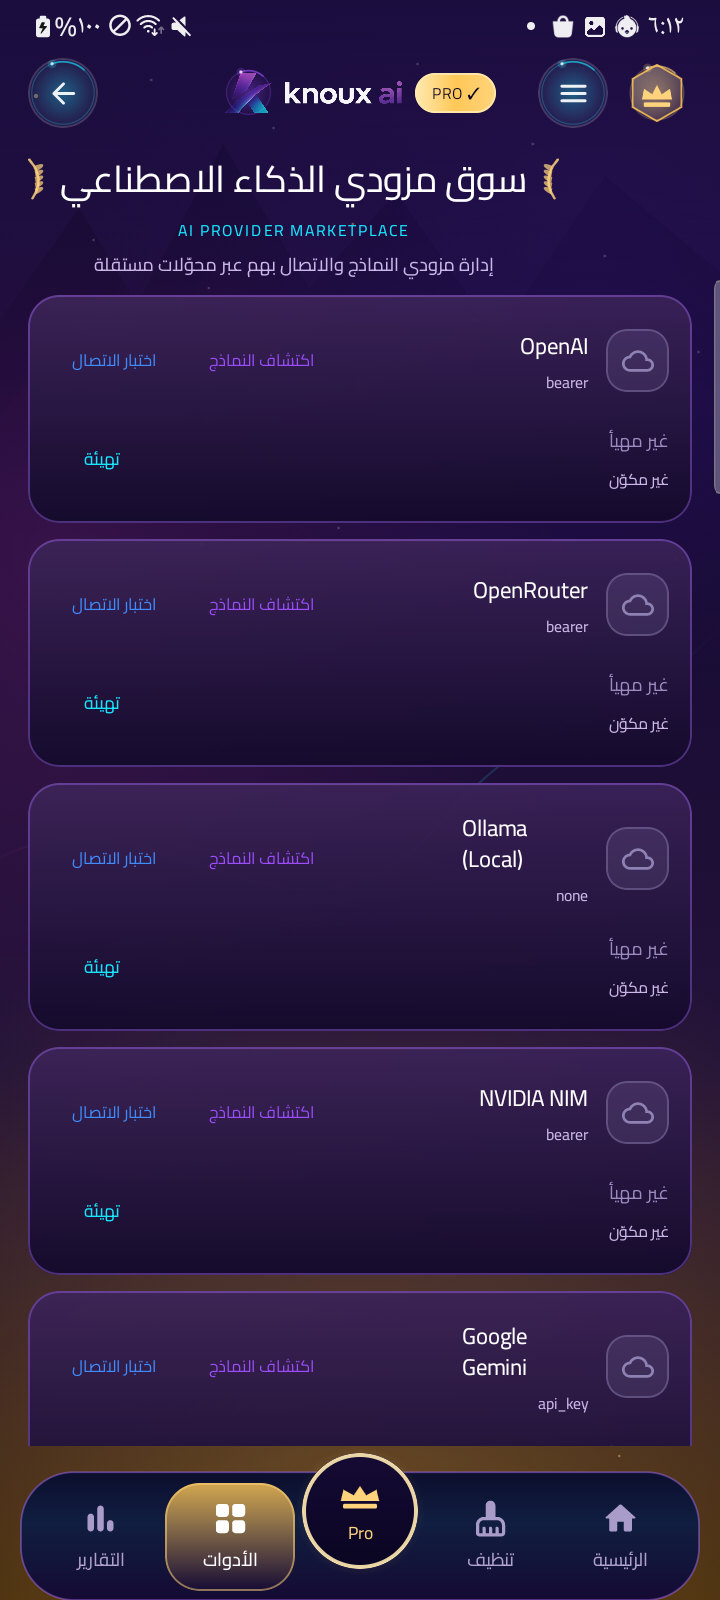 ٦:١٢
%١٠٠
knoux ai
PRO ✓
سوق مزودي الذكاء الاصطناعي
AI PROVIDER MARKETPLACE
إدارة مزودي النماذج والاتصال بهم عبر محوّلات مستقلة
OpenAI
bearer
اكتشاف النماذج
اختبار الاتصال
غير مهيأ
غير مكوّن
تهيئة
OpenRouter
bearer
اكتشاف النماذج
اختبار الاتصال
غير مهيأ
غير مكوّن
تهيئة
Ollama
(Local)
none
اكتشاف النماذج
اختبار الاتصال
غير مهيأ
غير مكوّن
تهيئة
NVIDIA NIM
bearer
اكتشاف النماذج
اختبار الاتصال
غير مهيأ
غير مكوّن
تهيئة
Google
Gemini
api_key
اكتشاف النماذج
اختبار الاتصال
الرئيسية
تنظيف
Pro
الأدوات
التقارير